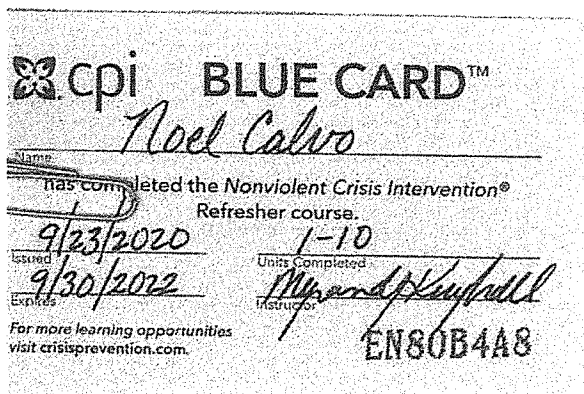 cpi BLUE CARD™
Noel Calvo
Name
has completed the Nonviolent Crisis Intervention®
Refresher course.
9/23/2020 1-10
Issued Units Completed
9/30/2022
Expires Instructor
For more learning opportunities
visit crisisprevention.com.
EN80B4A8